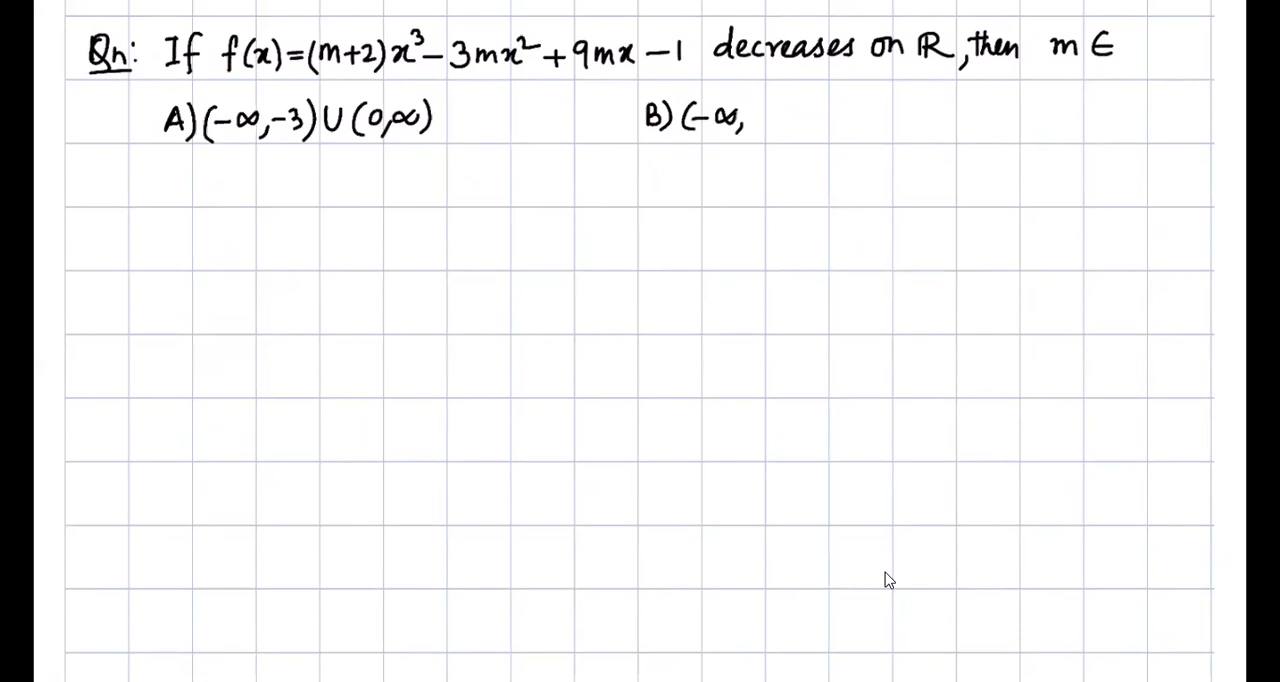 Qn: If f(x)=(m+2)x³-3mx²+9mx-1 decreases on ℝ, then m ∈
A) (-∞,-3)∪(0,∞) B) (-∞,